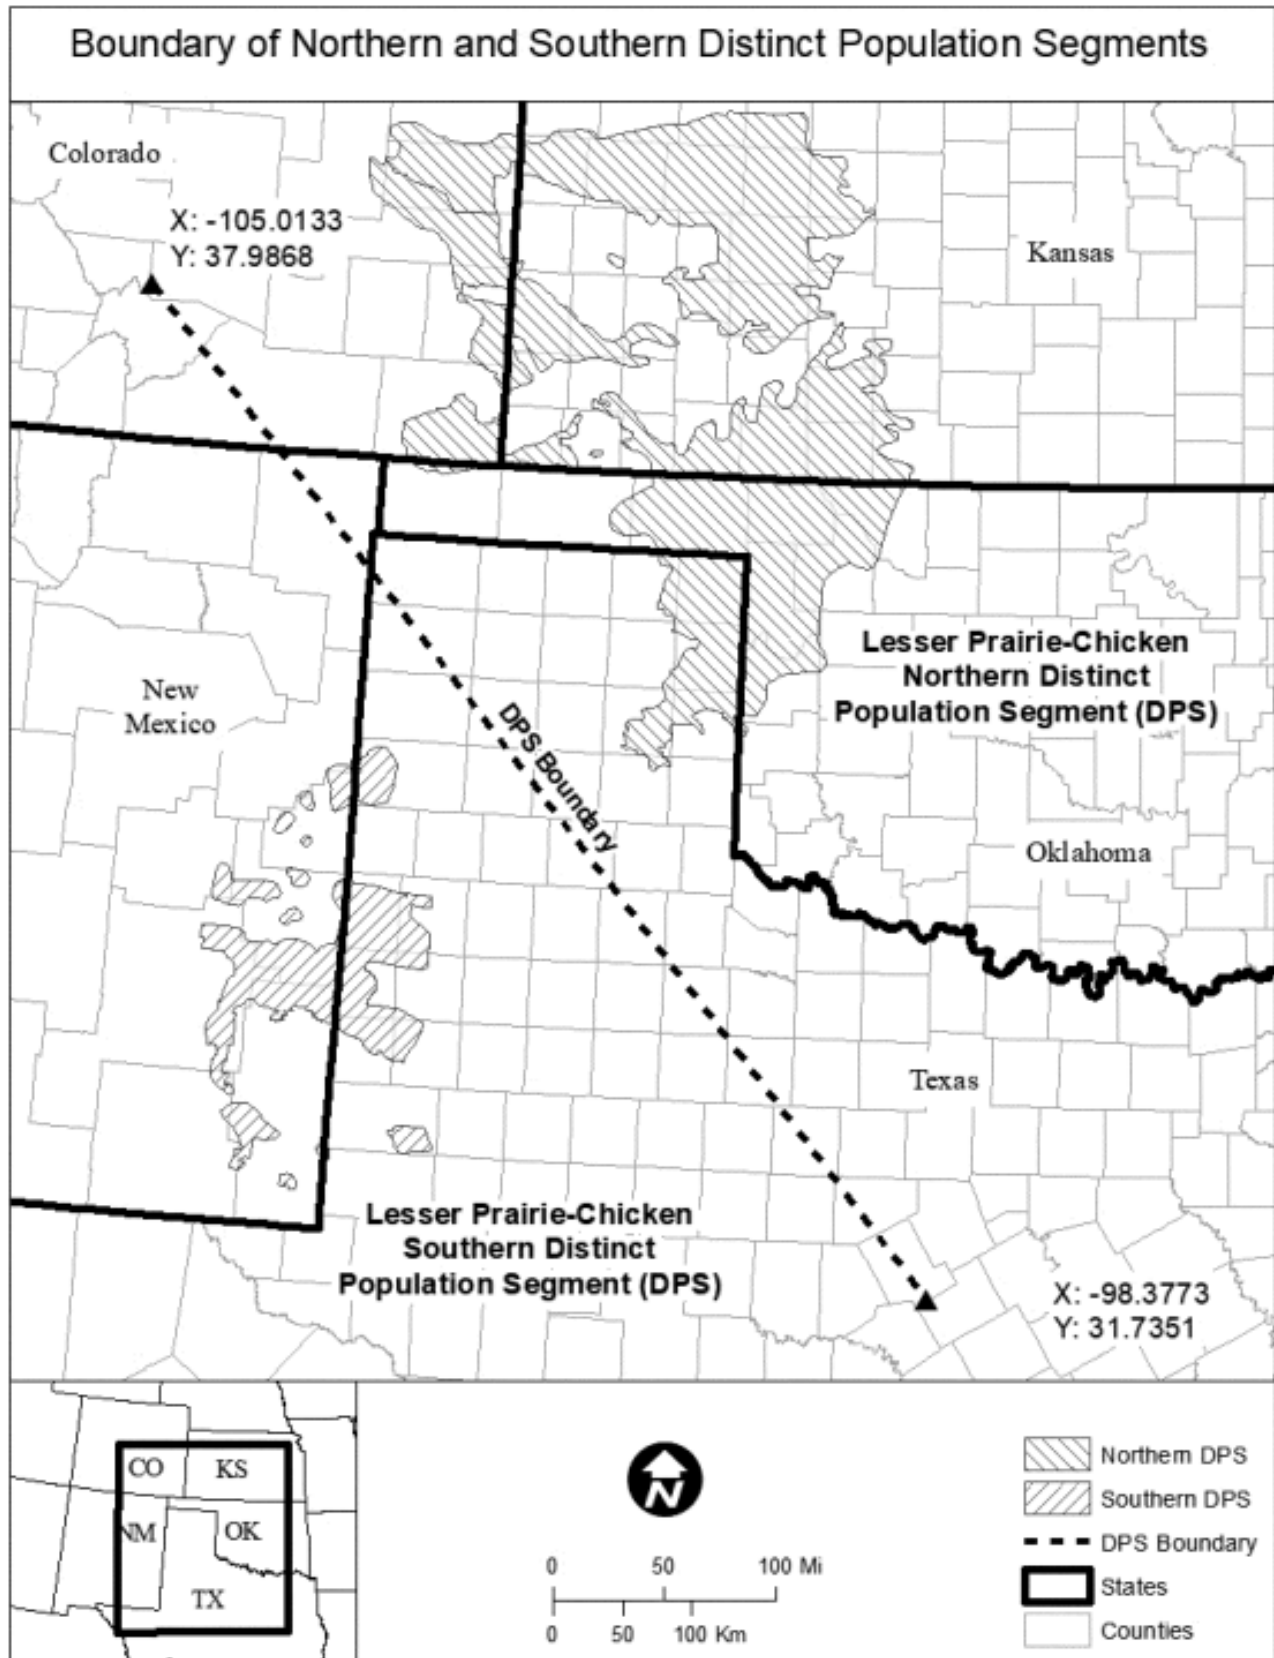 Boundary of Northern and Southern Distinct Population Segments
Colorado
X: -105.0133
Y: 37.9868
Kansas
Lesser Prairie-Chicken
Northern Distinct
Population Segment (DPS)
New
Mexico
DPS Boundary
Oklahoma
Texas
Lesser Prairie-Chicken
Southern Distinct
Population Segment (DPS)
X: -98.3773
Y: 31.7351
CO
KS
NM
OK
TX
N
0 50 100 Mi
0 50 100 Km
Northern DPS
Southern DPS
DPS Boundary
States
Counties